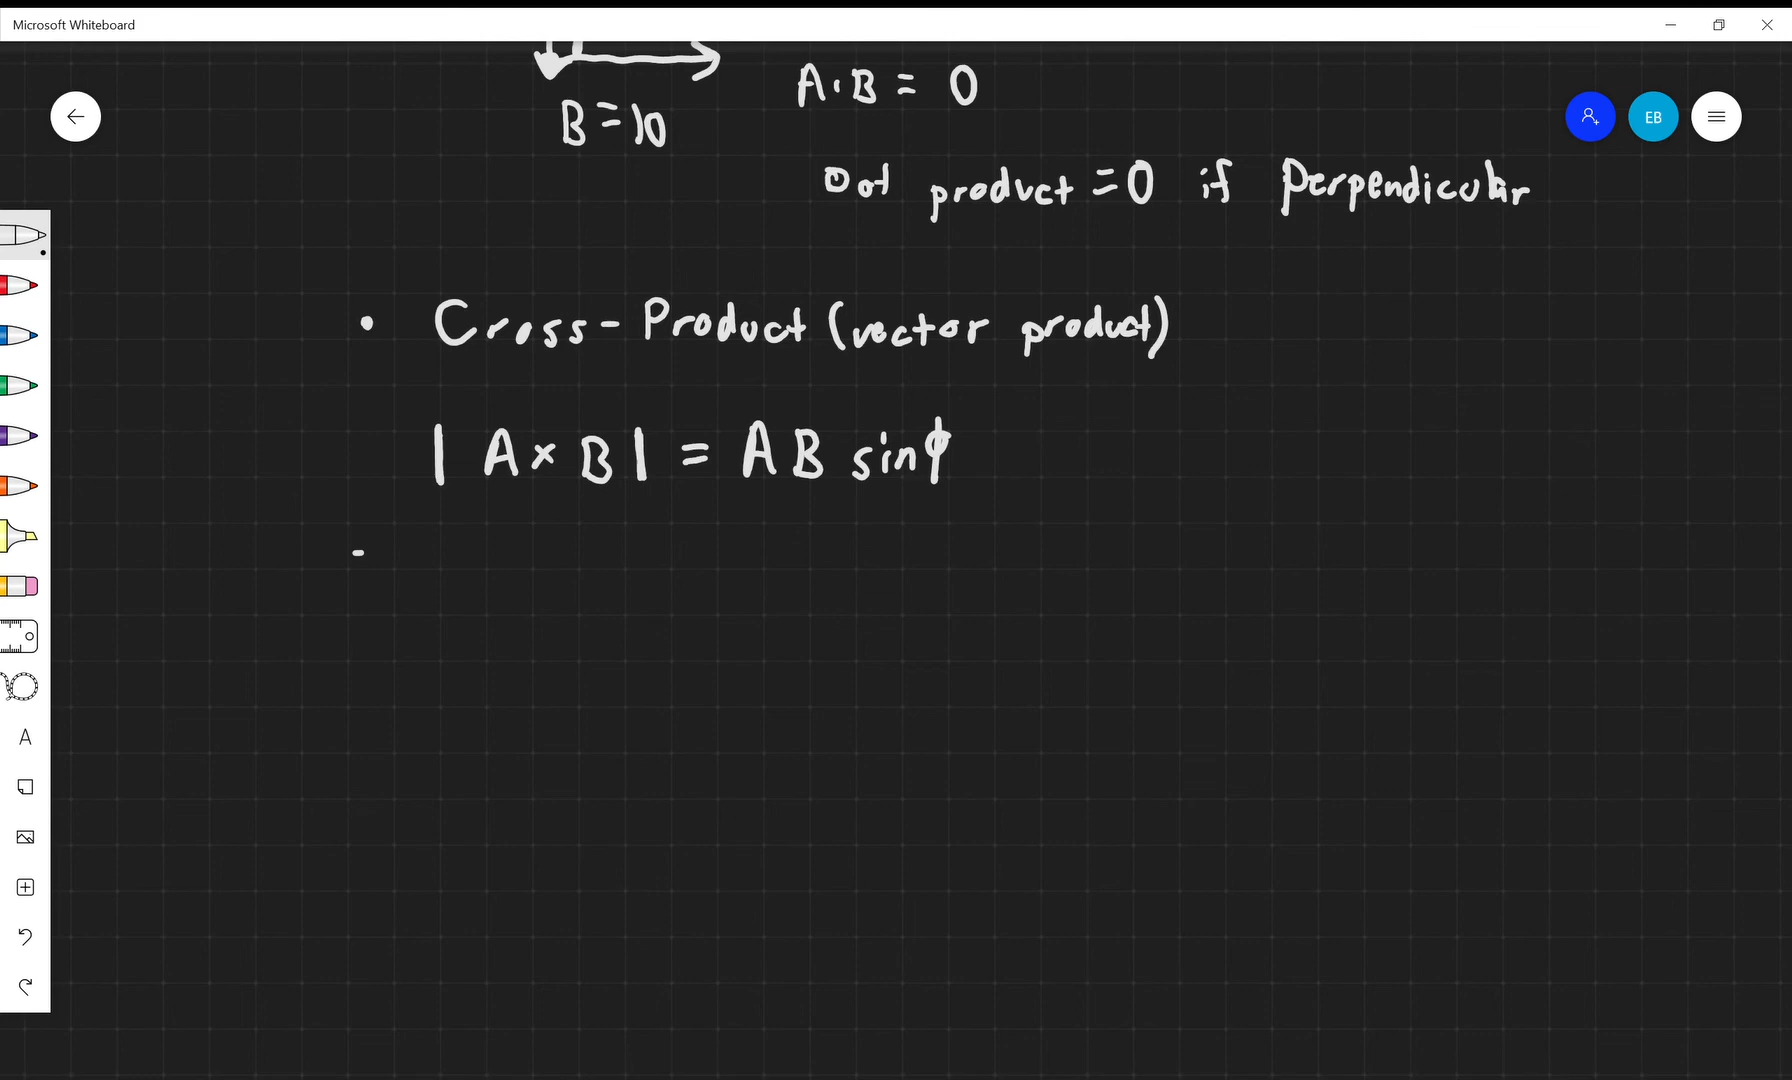 Microsoft Whiteboard
A·B = 0
B=10
EB
Dot product =0 if Perpendicular
• Cross-Product (vector product)
|A×B| = AB sinϕ
-
A